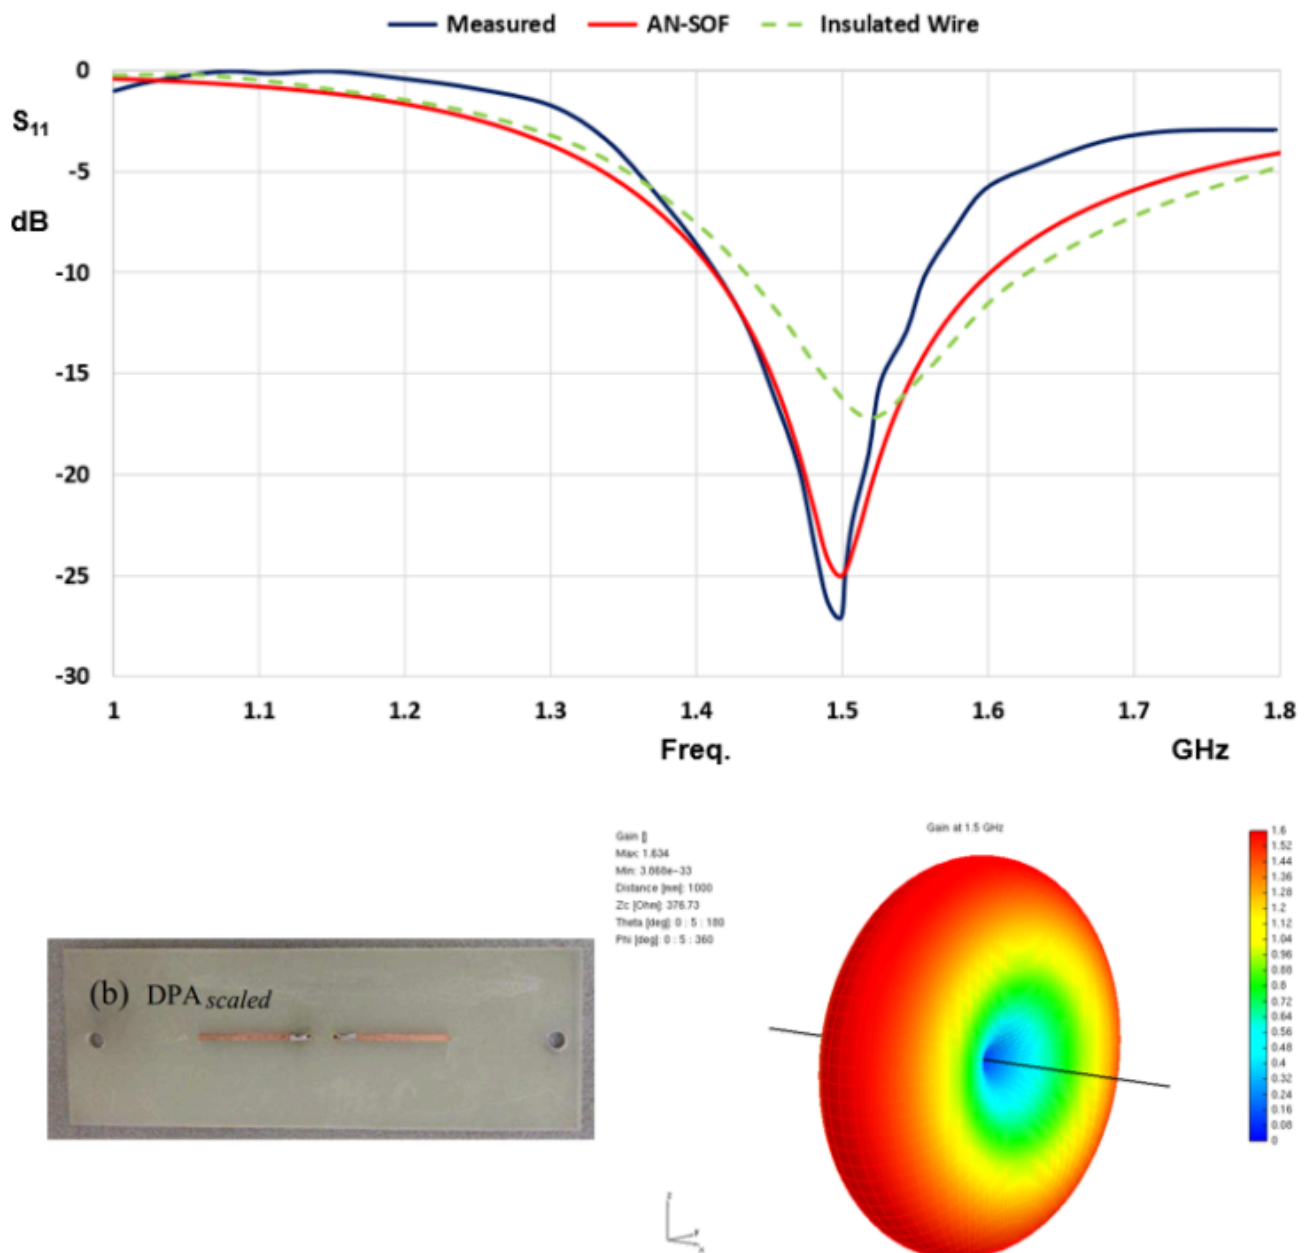 Measured AN-SOF Insulated Wire
0
S11
-5
dB
-10
-15
-20
-25
-30
1 1.1 1.2 1.3 1.4 1.5 1.6 1.7 1.8
Freq. GHz
Gain []
Max: 1.634
Min: 3.868e-33
Distance [mm]: 1000
Zc [Ohm]: 376.73
Theta [deg]: 0 : 5 : 180
Phi [deg]: 0 : 5 : 360
Gain at 1.5 GHz
1.6
1.52
1.44
1.36
1.28
1.2
1.12
1.04
0.96
0.88
0.8
0.72
0.64
0.56
0.48
0.4
0.32
0.24
0.16
0.08
0
(b) DPA scaled
z
y
x